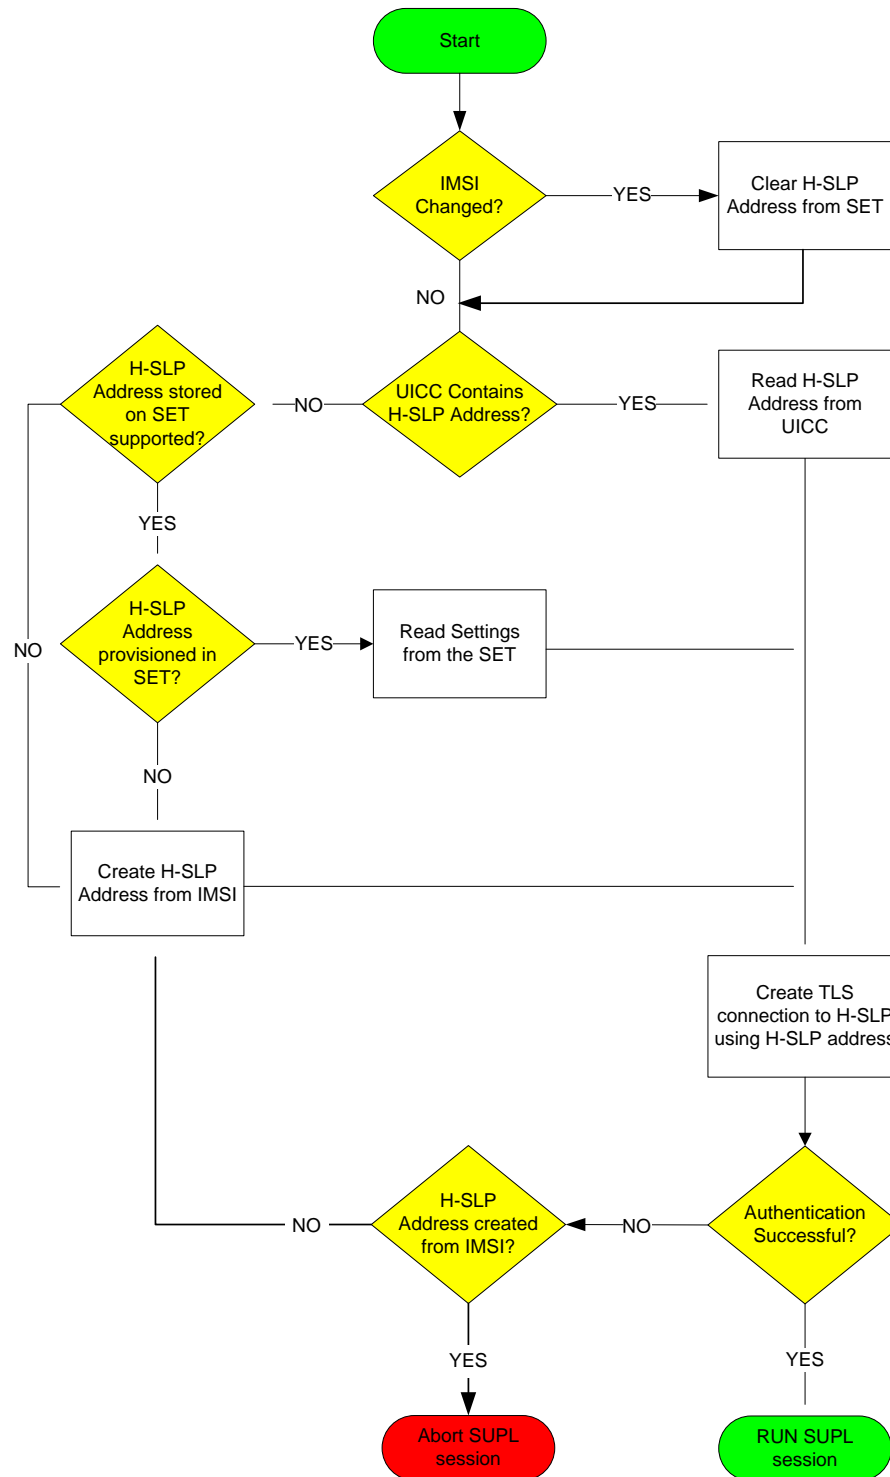 Start
IMSI
Changed?
YES
Clear H-SLP
Address from SET
NO
H-SLP
Address stored
on SET
supported?
NO
UICC Contains
H-SLP Address?
YES
Read H-SLP
Address from
UICC
YES
H-SLP
Address
provisioned in
SET?
YES
Read Settings
from the SET
NO
NO
Create H-SLP
Address from IMSI
Create TLS
connection to H-SLP
using H-SLP address
H-SLP
Address created
from IMSI?
NO
NO
Authentication
Successful?
YES
YES
Abort SUPL
session
RUN SUPL
session